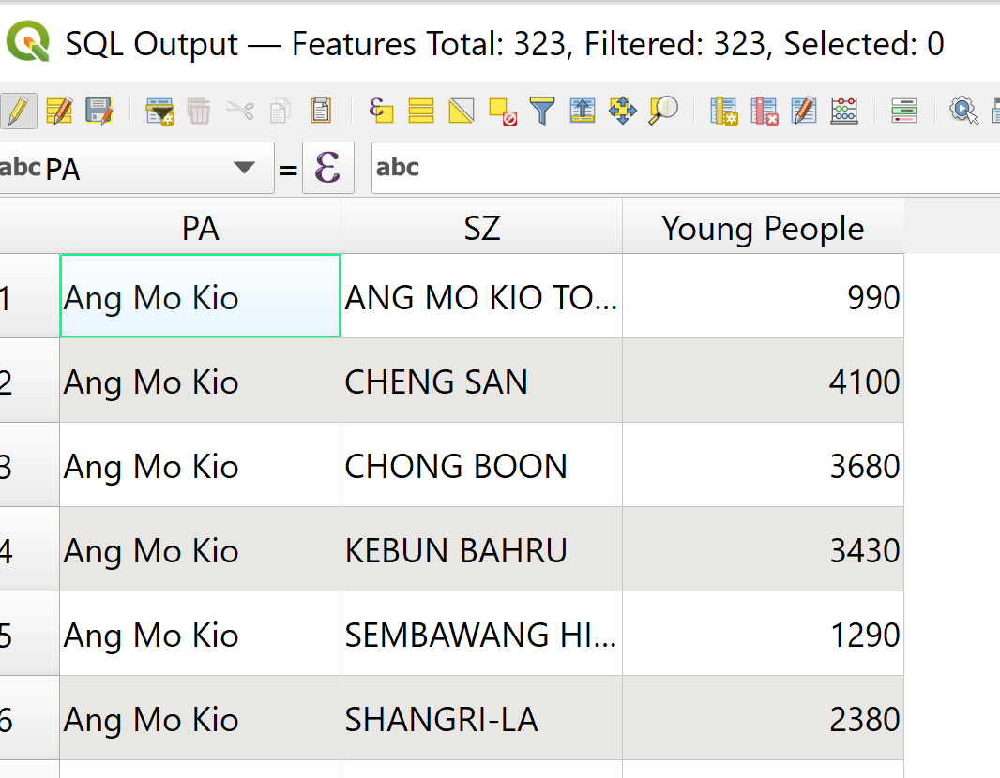 SQL Output — Features Total: 323, Filtered: 323, Selected: 0
abc PA = ε abc
PA SZ Young People
1 Ang Mo Kio ANG MO KIO TO... 990
2 Ang Mo Kio CHENG SAN 4100
3 Ang Mo Kio CHONG BOON 3680
4 Ang Mo Kio KEBUN BAHRU 3430
5 Ang Mo Kio SEMBAWANG HI... 1290
6 Ang Mo Kio SHANGRI-LA 2380